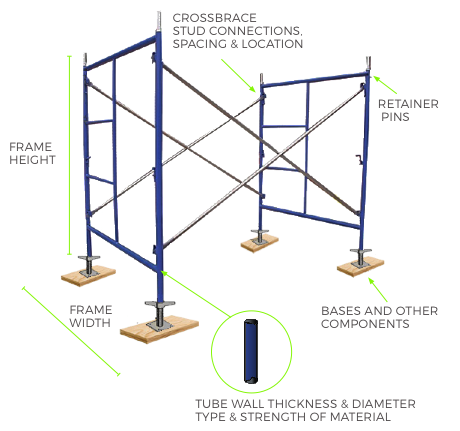 CROSSBRACE
STUD CONNECTIONS,
SPACING & LOCATION
RETAINER
PINS
FRAME
HEIGHT
FRAME
WIDTH
BASES AND OTHER
COMPONENTS
TUBE WALL THICKNESS & DIAMETER
TYPE & STRENGTH OF MATERIAL